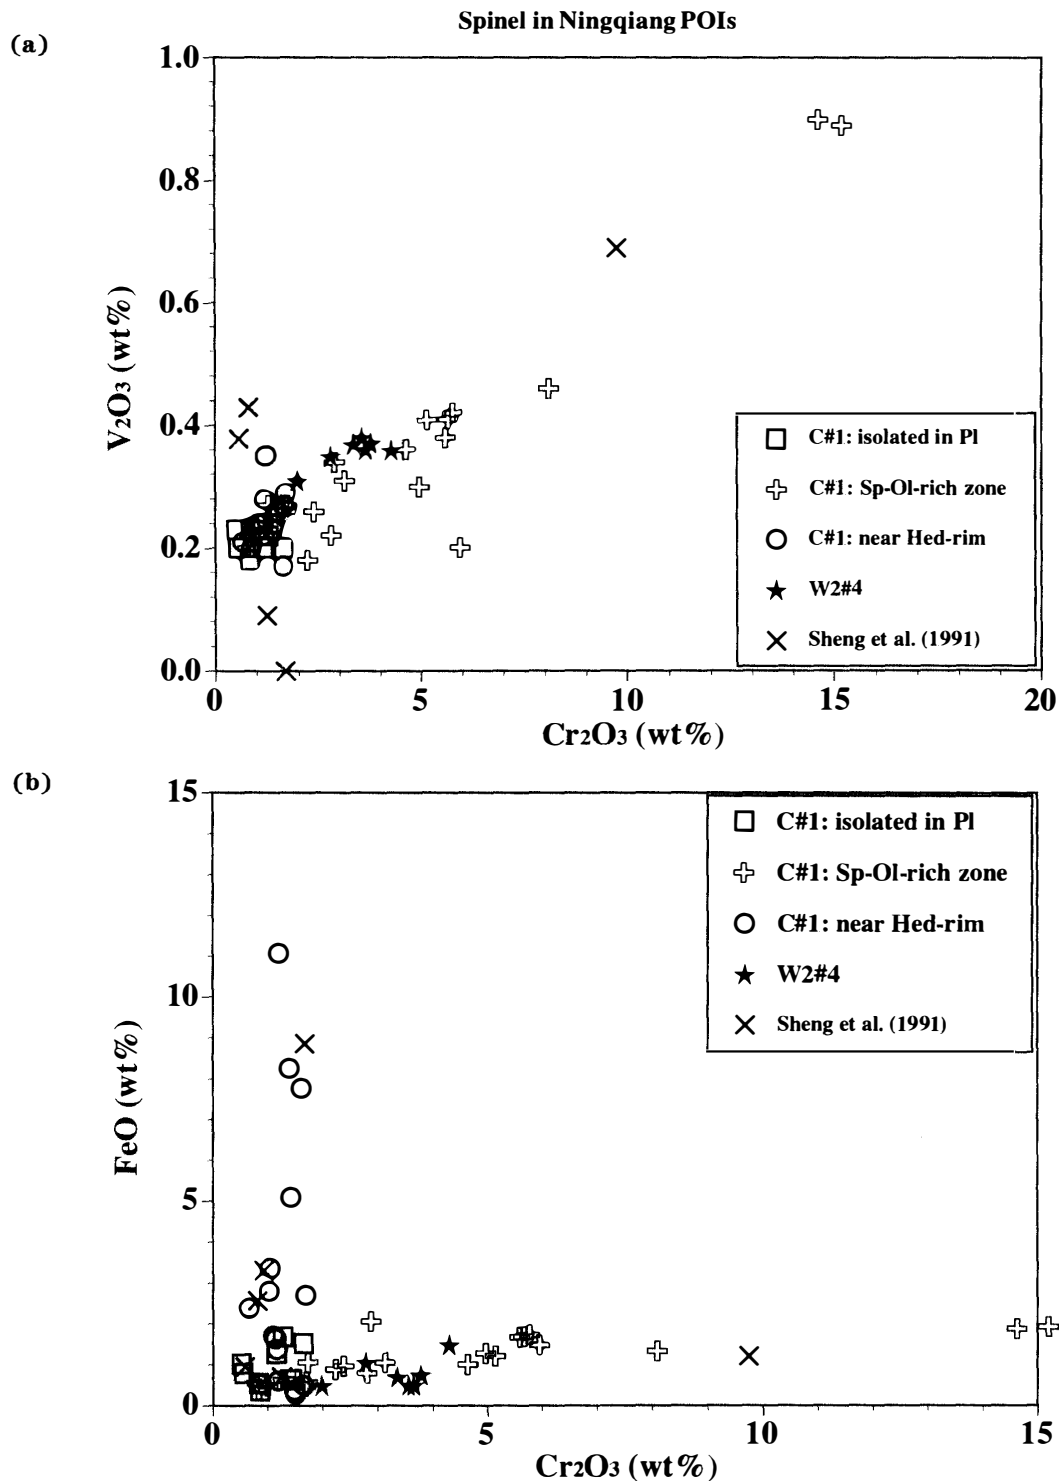 Spinel in Ningqiang POIs
(a)
1.0
0.8
0.6
0.4
0.2
0.0
V2O3 (wt%)
C#1: isolated in Pl
C#1: Sp-Ol-rich zone
C#1: near Hed-rim
W2#4
Sheng et al. (1991)
0 5 10 15 20
Cr2O3 (wt%)
(b)
15
10
5
0
FeO (wt%)
C#1: isolated in Pl
C#1: Sp-Ol-rich zone
C#1: near Hed-rim
W2#4
Sheng et al. (1991)
0 5 10 15
Cr2O3 (wt%)